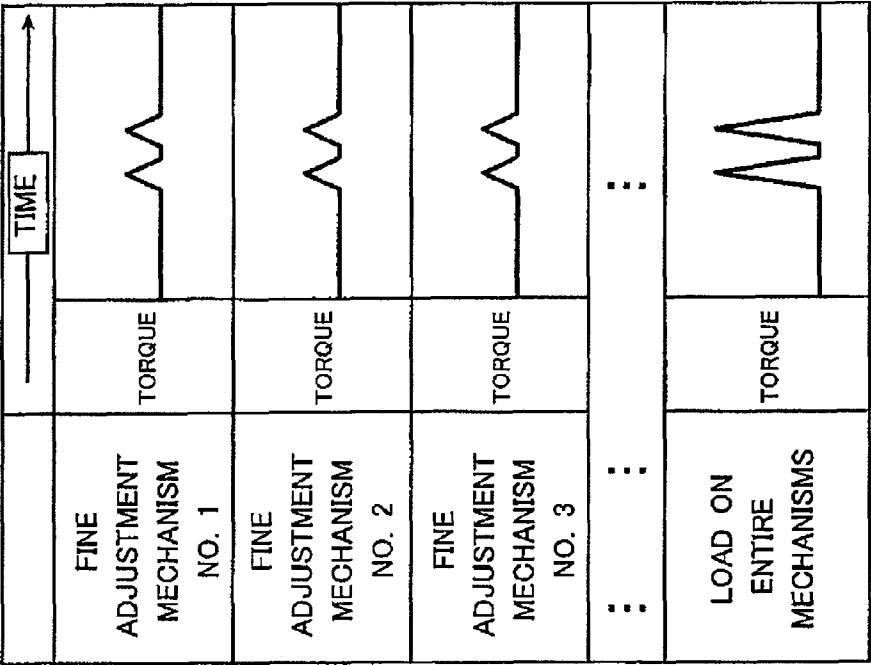 TIME
FINE
ADJUSTMENT
MECHANISM
NO. 1
TORQUE
FINE
ADJUSTMENT
MECHANISM
NO. 2
TORQUE
FINE
ADJUSTMENT
MECHANISM
NO. 3
TORQUE
LOAD ON
ENTIRE
MECHANISMS
TORQUE